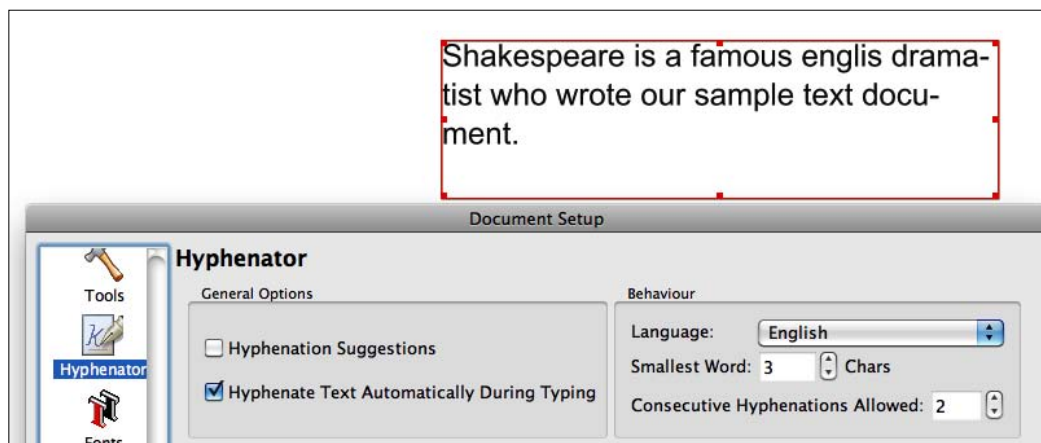 Shakespeare is a famous englis drama-
tist who wrote our sample text docu-
ment.
Document Setup
Tools
Hyphenator
Fonts
Hyphenator
General Options
Hyphenation Suggestions
Hyphenate Text Automatically During Typing
Behaviour
Language: English
Smallest Word: 3 Chars
Consecutive Hyphenations Allowed: 2